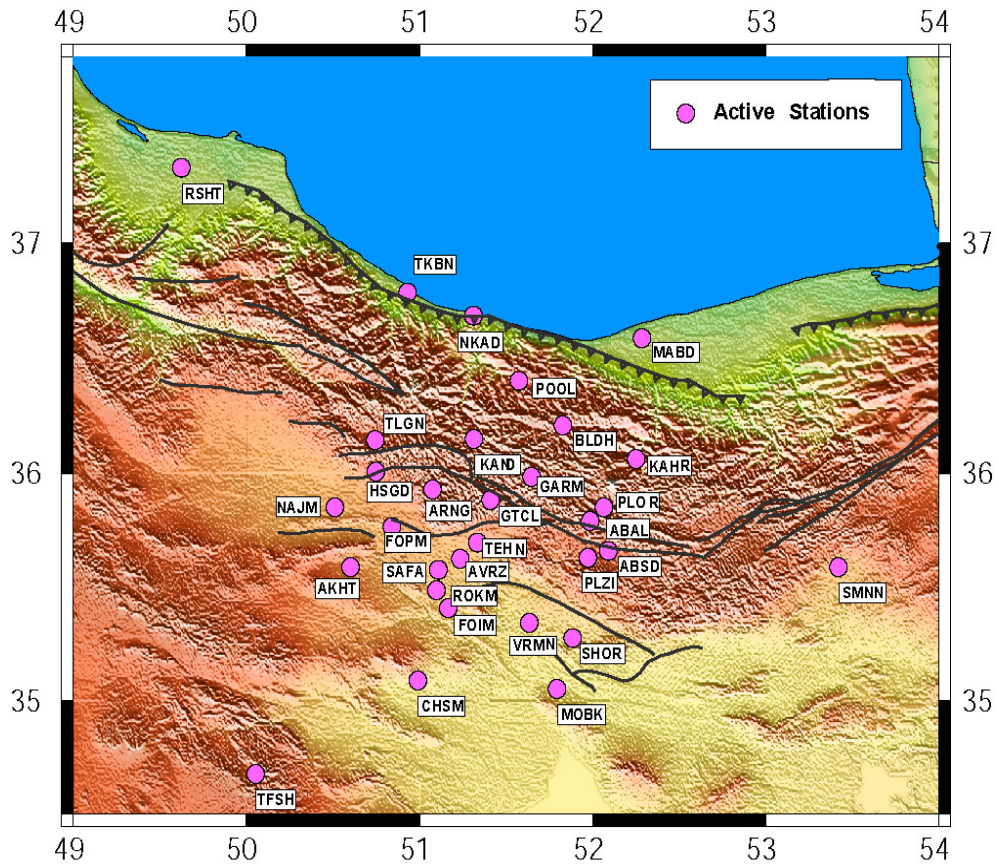 49 50 51 52 53 54
Active Stations
RSHT
37 37
TKBN
NKAD
MABD
POOL
TLGN
BLDH
KAND
KAHR
36 36
HSGD
GARM
NAJM
ARNG
GTCL
PLOR
FOPM
ABAL
TEHN
SAFA
AVRZ
ABSD
AKHT
PLZI
SMNN
ROKM
FOIM
VRMN
SHOR
35 35
CHSM
MOBK
TFSH
49 50 51 52 53 54